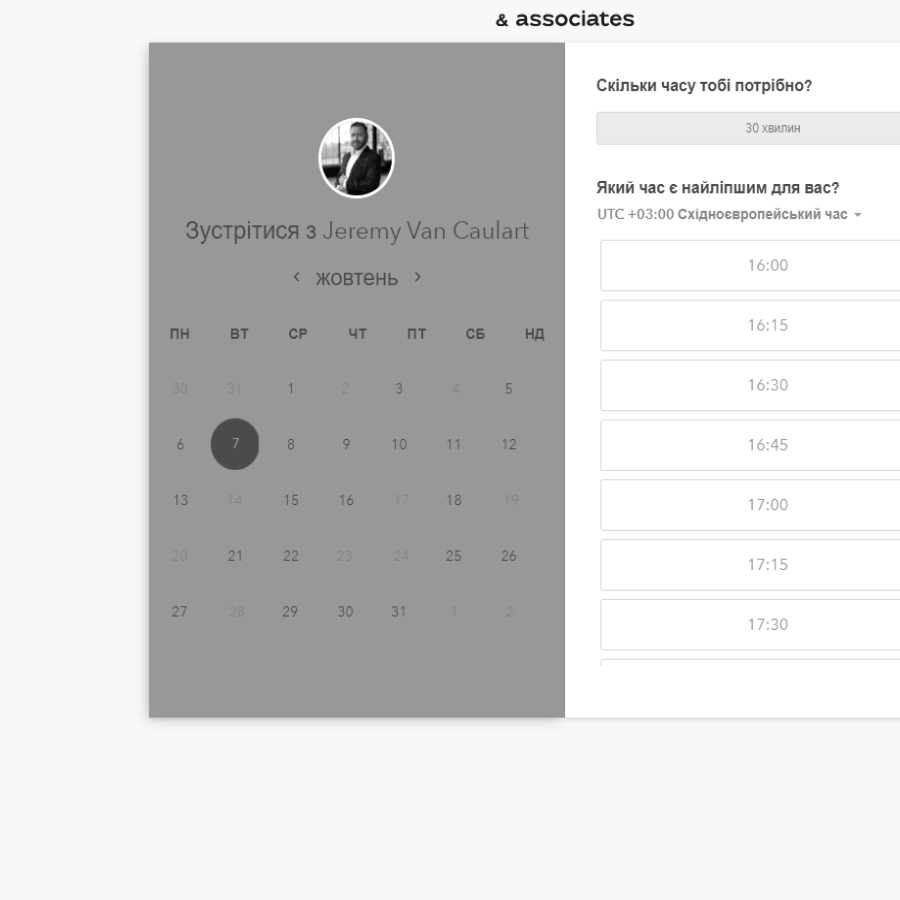 & associates
Зустрітися з Jeremy Van Caulart
жовтень
ПН ВТ СР ЧТ ПТ СБ НД
30 31 1 2 3 4 5
6 7 8 9 10 11 12
13 14 15 16 17 18 19
20 21 22 23 24 25 26
27 28 29 30 31 1 2
Скільки часу тобі потрібно?
30 хвилин
Який час є найліпшим для вас?
UTC +03:00 Східноєвропейський час
16:00
16:15
16:30
16:45
17:00
17:15
17:30